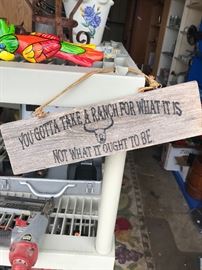 YOU GOTTA TAKE A RANCH FOR WHAT IT IS
NOT WHAT IT OUGHT TO BE.